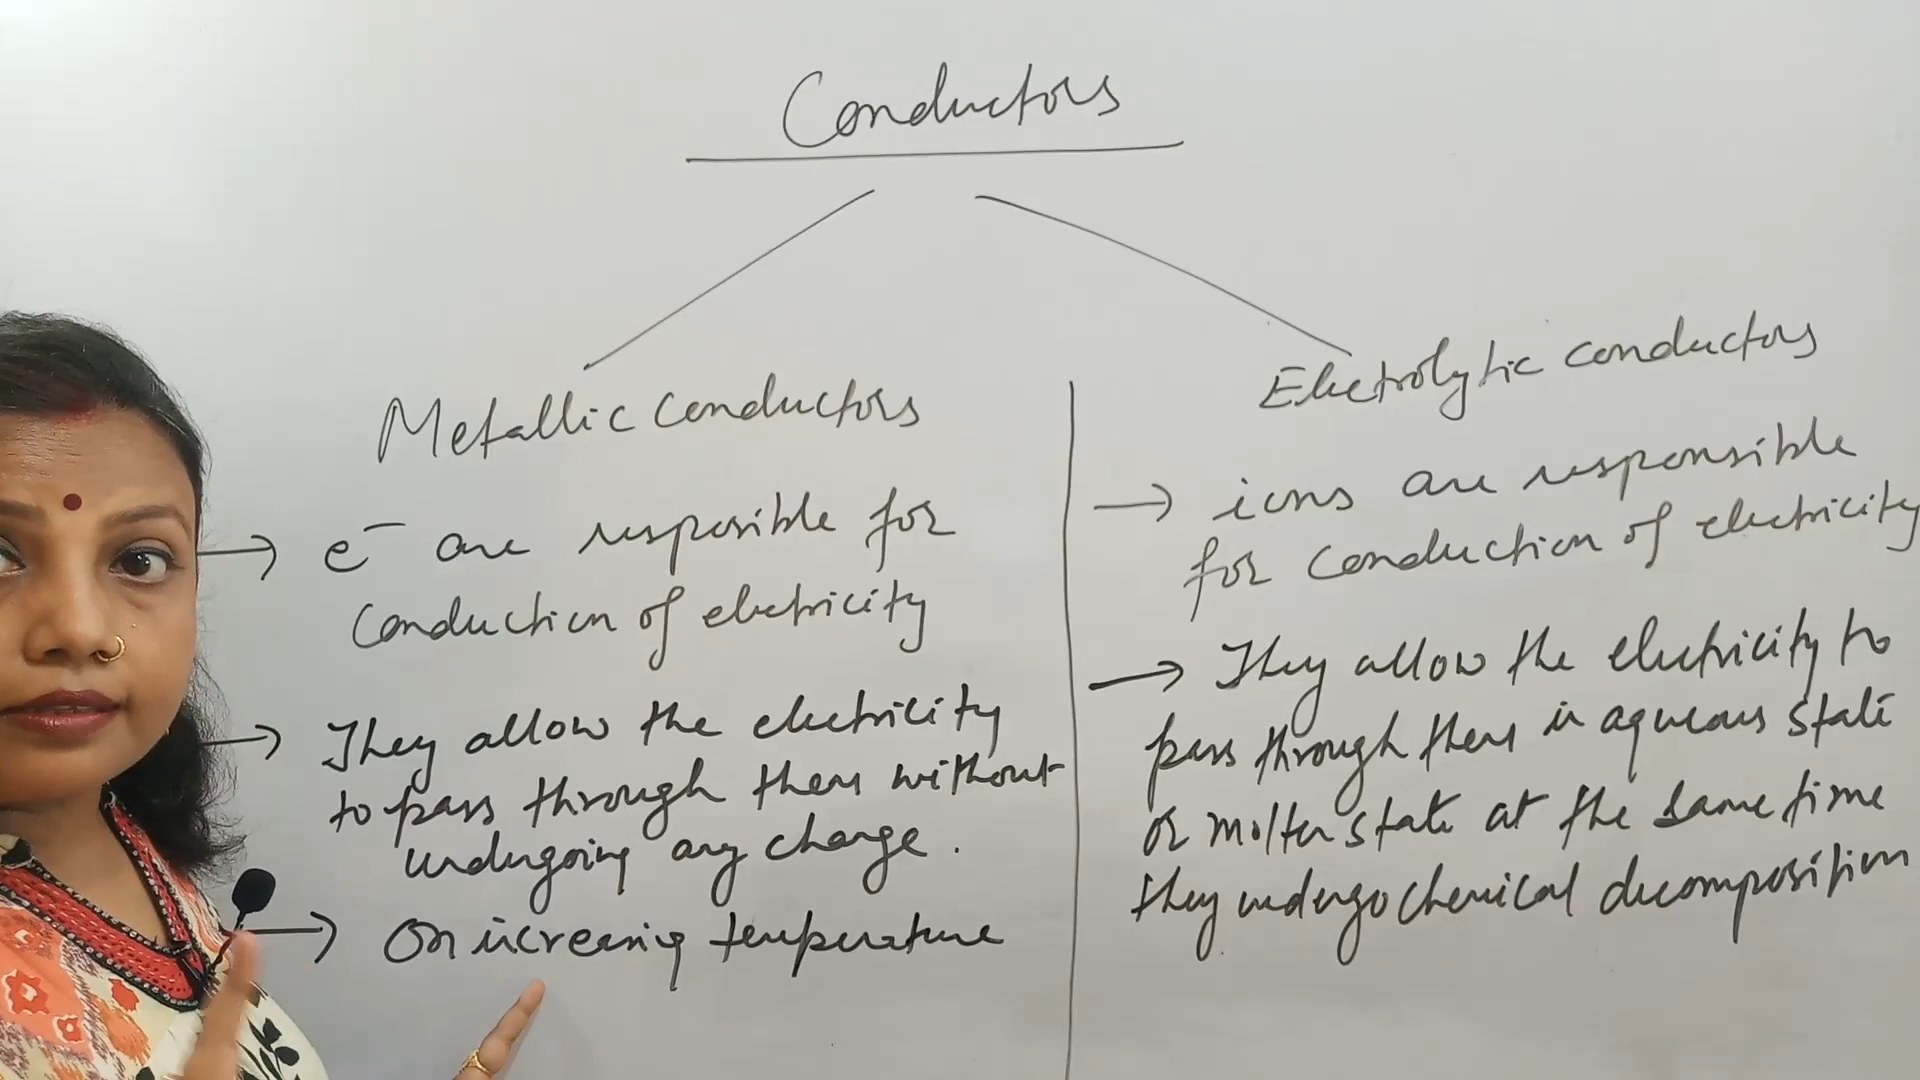 Conductors
Metallic conductors
→ e⁻ are resposible for
conduction of electricity
→ They allow the electricity
to pass through them without
undergoing any change.
→ On increasing temperature
Electrolytic conductors
→ ions are responsible
for conduction of electricity
→ They allow the electricity to
pass through them in aqueous state
or molten state at the same time
they undergo chemical decomposition